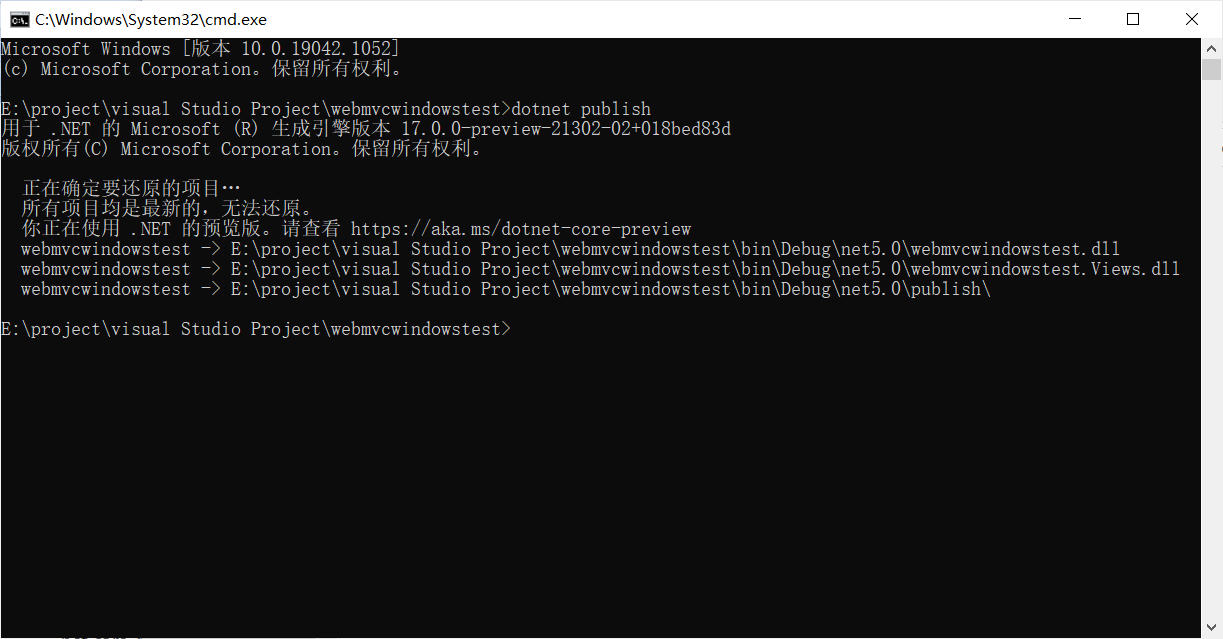 C:\Windows\System32\cmd.exe
Microsoft Windows [版本 10.0.19042.1052]
(c) Microsoft Corporation。保留所有权利。
E:\project\visual Studio Project\webmvcwindowstest>dotnet publish
用于 .NET 的 Microsoft (R) 生成引擎版本 17.0.0-preview-21302-02+018bed83d
版权所有(C) Microsoft Corporation。保留所有权利。
正在确定要还原的项目…
所有项目均是最新的，无法还原。
你正在使用 .NET 的预览版。请查看 https://aka.ms/dotnet-core-preview
webmvcwindowstest -> E:\project\visual Studio Project\webmvcwindowstest\bin\Debug\net5.0\webmvcwindowstest.dll
webmvcwindowstest -> E:\project\visual Studio Project\webmvcwindowstest\bin\Debug\net5.0\webmvcwindowstest.Views.dll
webmvcwindowstest -> E:\project\visual Studio Project\webmvcwindowstest\bin\Debug\net5.0\publish\
E:\project\visual Studio Project\webmvcwindowstest>